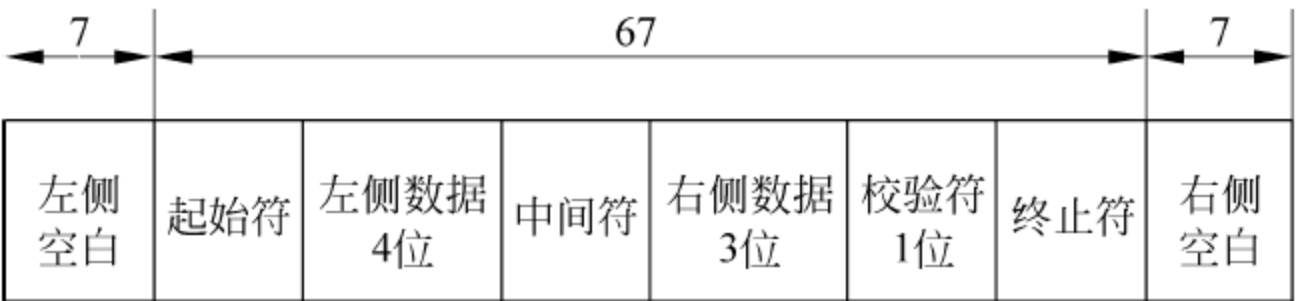 7 67 7
左侧 空白
起始符
左侧数据 4位
中间符
右侧数据 3位
校验符 1位
终止符
右侧 空白